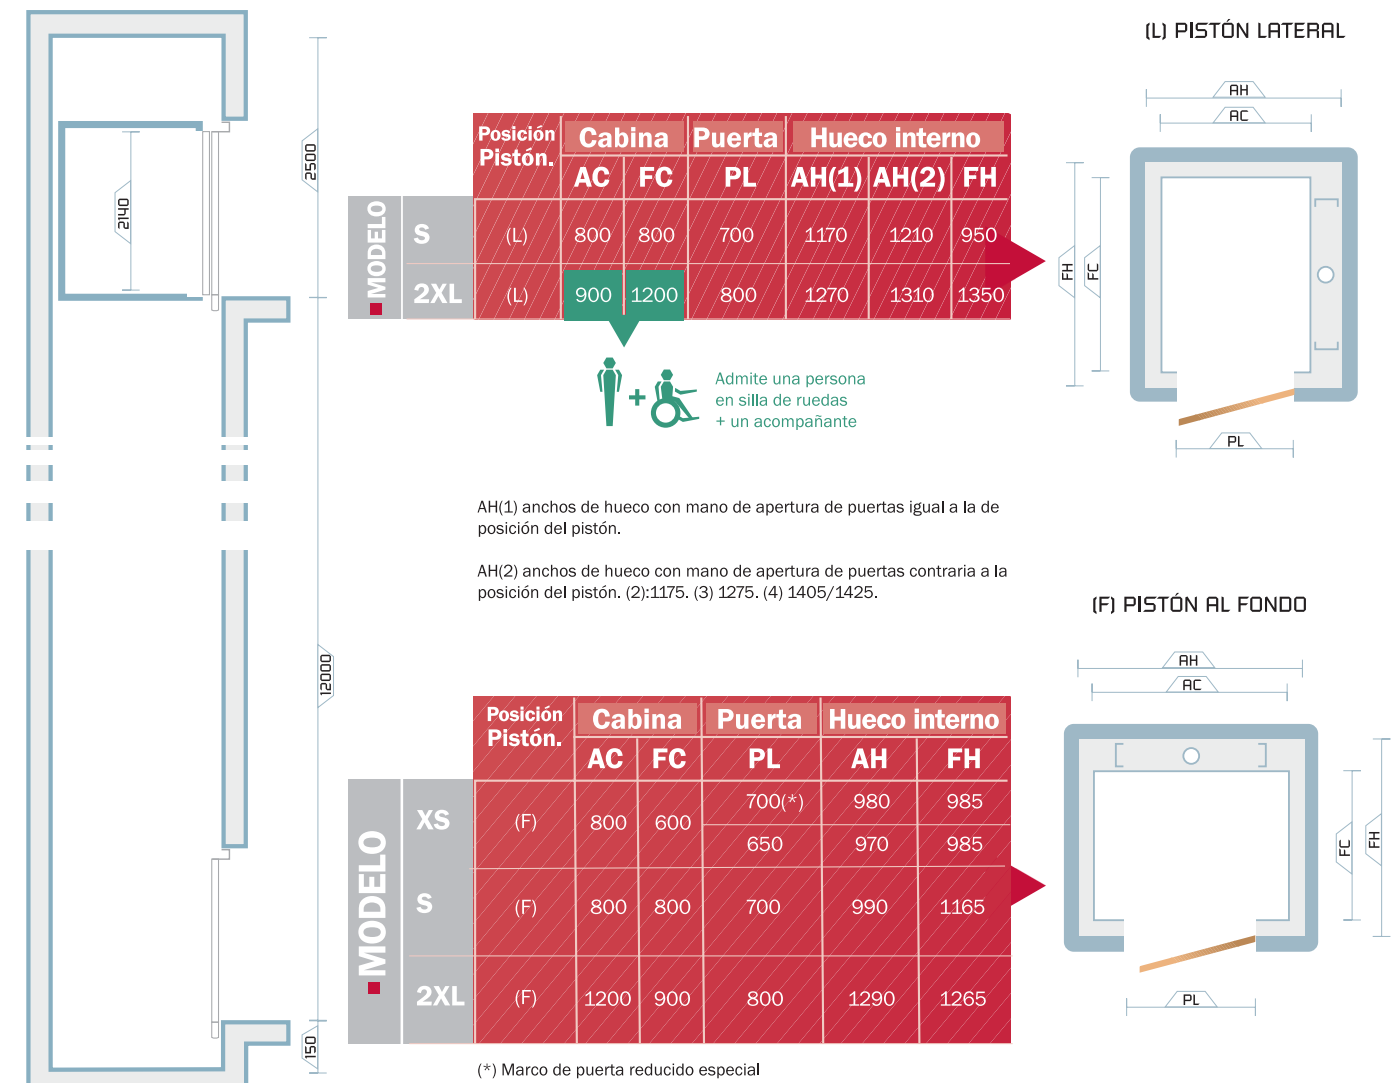 (L) PISTÓN LATERAL
AH
AC
FH
FC
PL
2500
2140
12000
150
Posición Pistón. Cabina Puerta Hueco interno
AC FC PL AH(1) AH(2) FH
MODELO
S (L) 800 800 700 1170 1210 950
2XL (L) 900 1200 800 1270 1310 1350
+
Admite una persona
en silla de ruedas
+ un acompañante
AH(1) anchos de hueco con mano de apertura de puertas igual a la de
posición del pistón.
AH(2) anchos de hueco con mano de apertura de puertas contraria a la
posición del pistón. (2):1175. (3) 1275. (4) 1405/1425.
(F) PISTÓN AL FONDO
AH
AC
FC
FH
PL
Posición Pistón. Cabina Puerta Hueco interno
AC FC PL AH FH
MODELO
XS (F) 800 600 700(*) 980 985
650 970 985
S (F) 800 800 700 990 1165
2XL (F) 1200 900 800 1290 1265
(*) Marco de puerta reducido especial